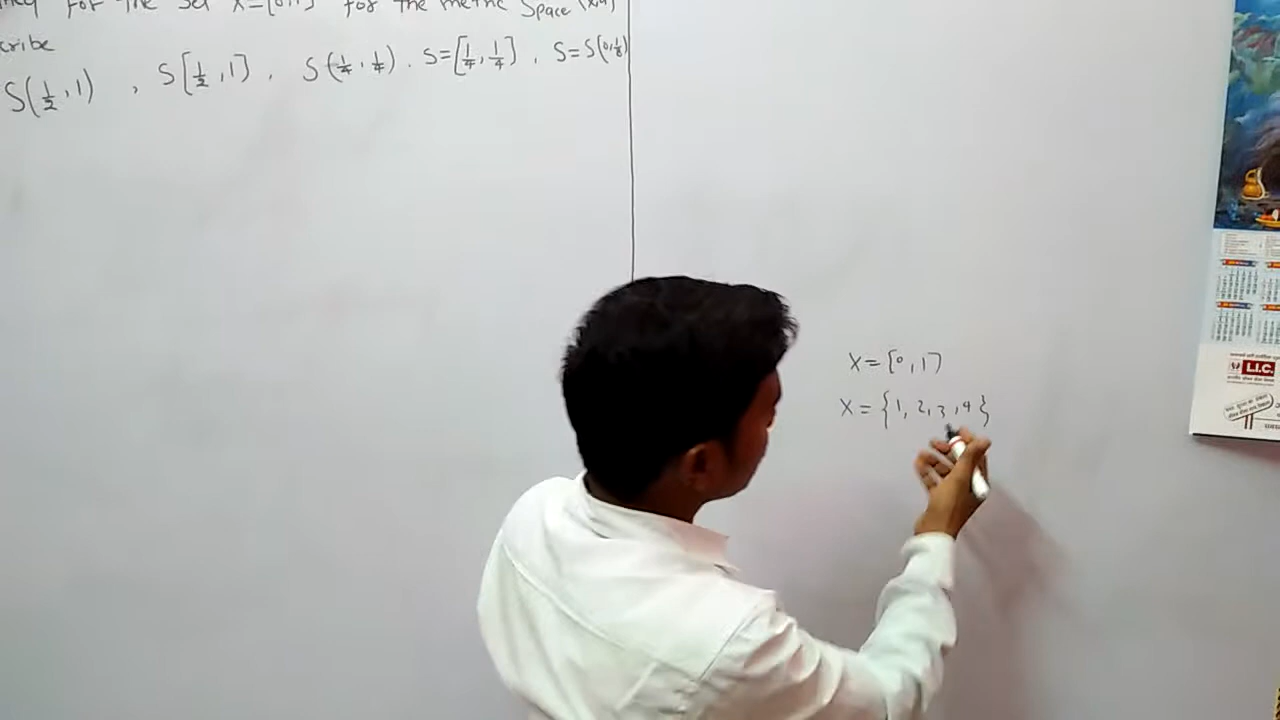 for the set X=[0,1] for the metric space (x,d)
cribe
S(1/2, 1) , S[1/2, 1] , S(1/4, 1/4) . S=[1/4, 1/4] , S=S(0, 1/8)
X=[0,1]
X={1, 2, 3, 4}
L.I.C.